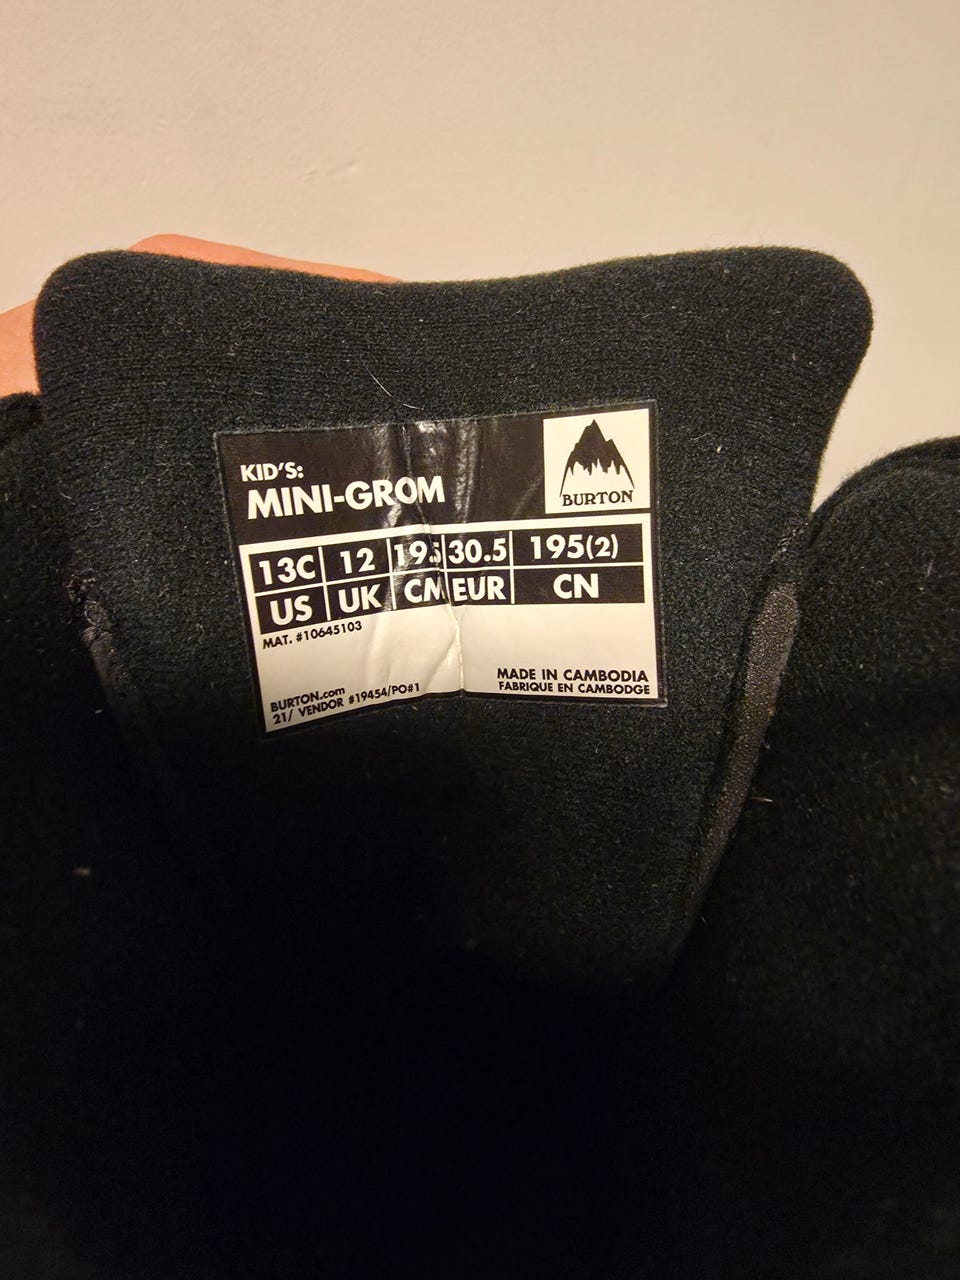 KID'S:
MINI-GROM
BURTON
13C 12 195 30.5 195(2)
US UK CM EUR CN
MAT. #10645103
MADE IN CAMBODIA
FABRIQUE EN CAMBODGE
BURTON.com
21/ VENDOR #19454/PO#1